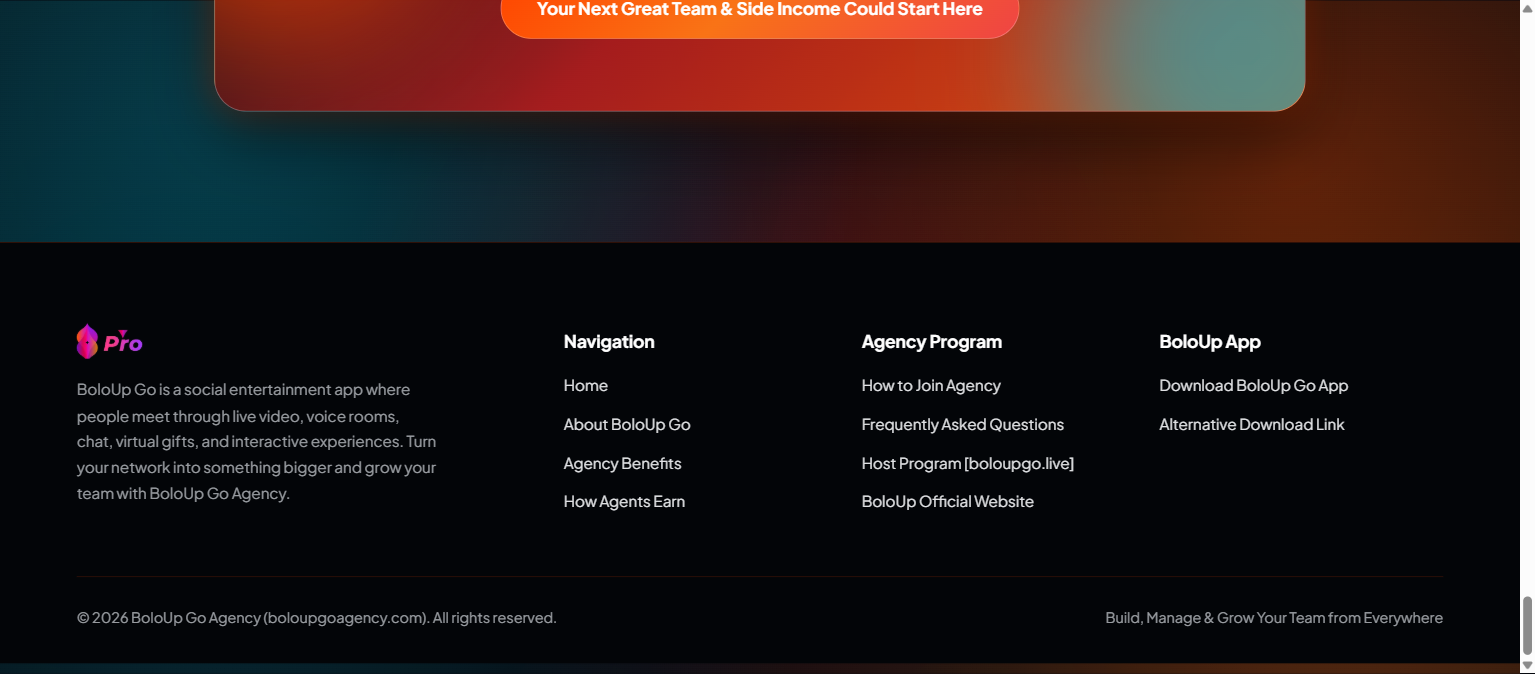 Your Next Great Team & Side Income Could Start Here
Pro
BoloUp Go is a social entertainment app where
people meet through live video, voice rooms,
chat, virtual gifts, and interactive experiences. Turn
your network into something bigger and grow your
team with BoloUp Go Agency.
Navigation
Home
About BoloUp Go
Agency Benefits
How Agents Earn
Agency Program
How to Join Agency
Frequently Asked Questions
Host Program [boloupgo.live]
BoloUp Official Website
BoloUp App
Download BoloUp Go App
Alternative Download Link
© 2026 BoloUp Go Agency (boloupgoagency.com). All rights reserved.
Build, Manage & Grow Your Team from Everywhere